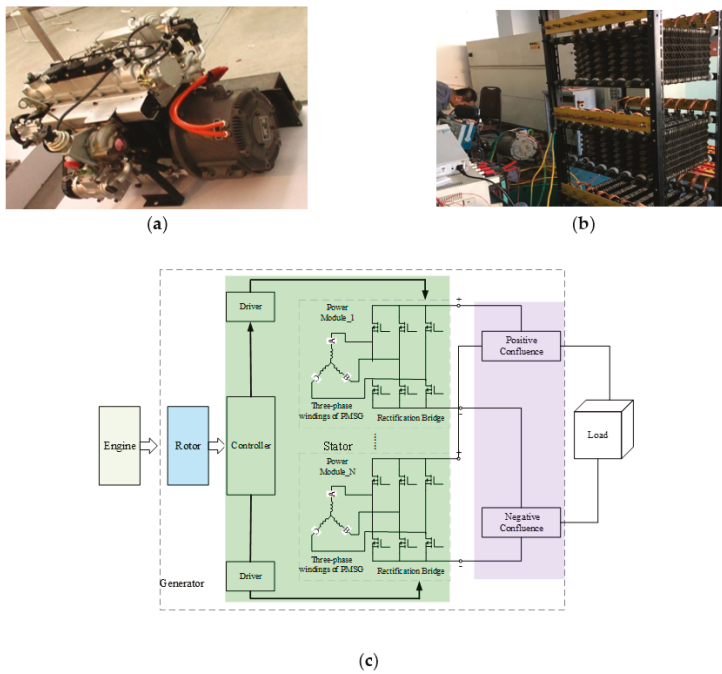 (a)
(b)
Driver
Power
Module_1
A
C
B
Three-phase
windings of PMSG
Rectification Bridge
+
-
Positive
Confluence
Engine
Rotor
Controller
Stator
Load
Power
Module_N
A
C
B
Three-phase
windings of PMSG
Rectification Bridge
+
-
Negative
Confluence
Driver
Generator
(c)